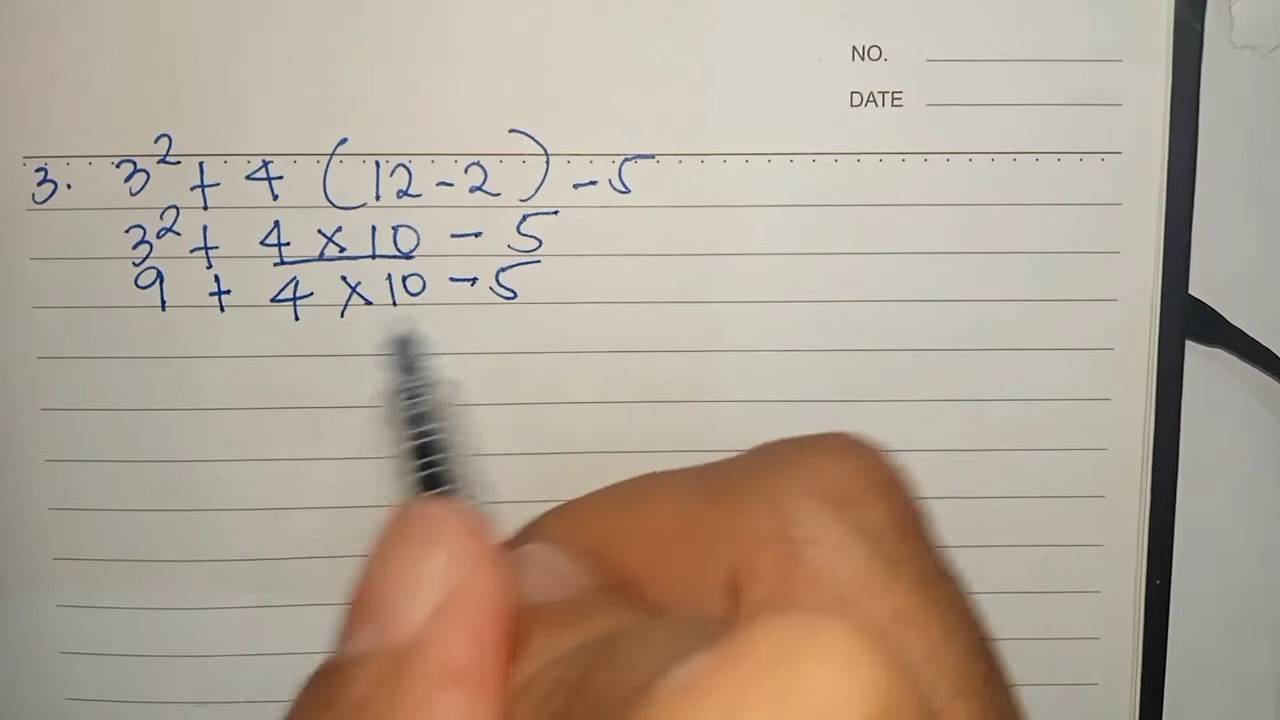 NO.
DATE
3. 3² + 4 (12 - 2) - 5
3² + 4 × 10 - 5
9 + 4 × 10 - 5